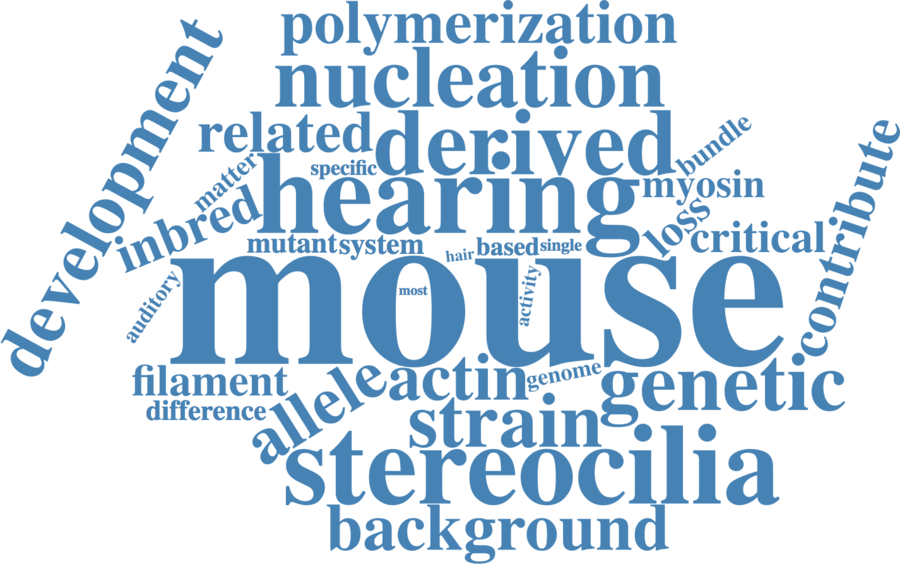 polymerization
nucleation
development
related
derived
bundle
specific
matter
hearing
myosin
contribute
inbred
loss
critical
mutant
system
hair
based
single
mouse
auditory
most
activity
filament
actin
genome
genetic
difference
allele
strain
stereocilia
background